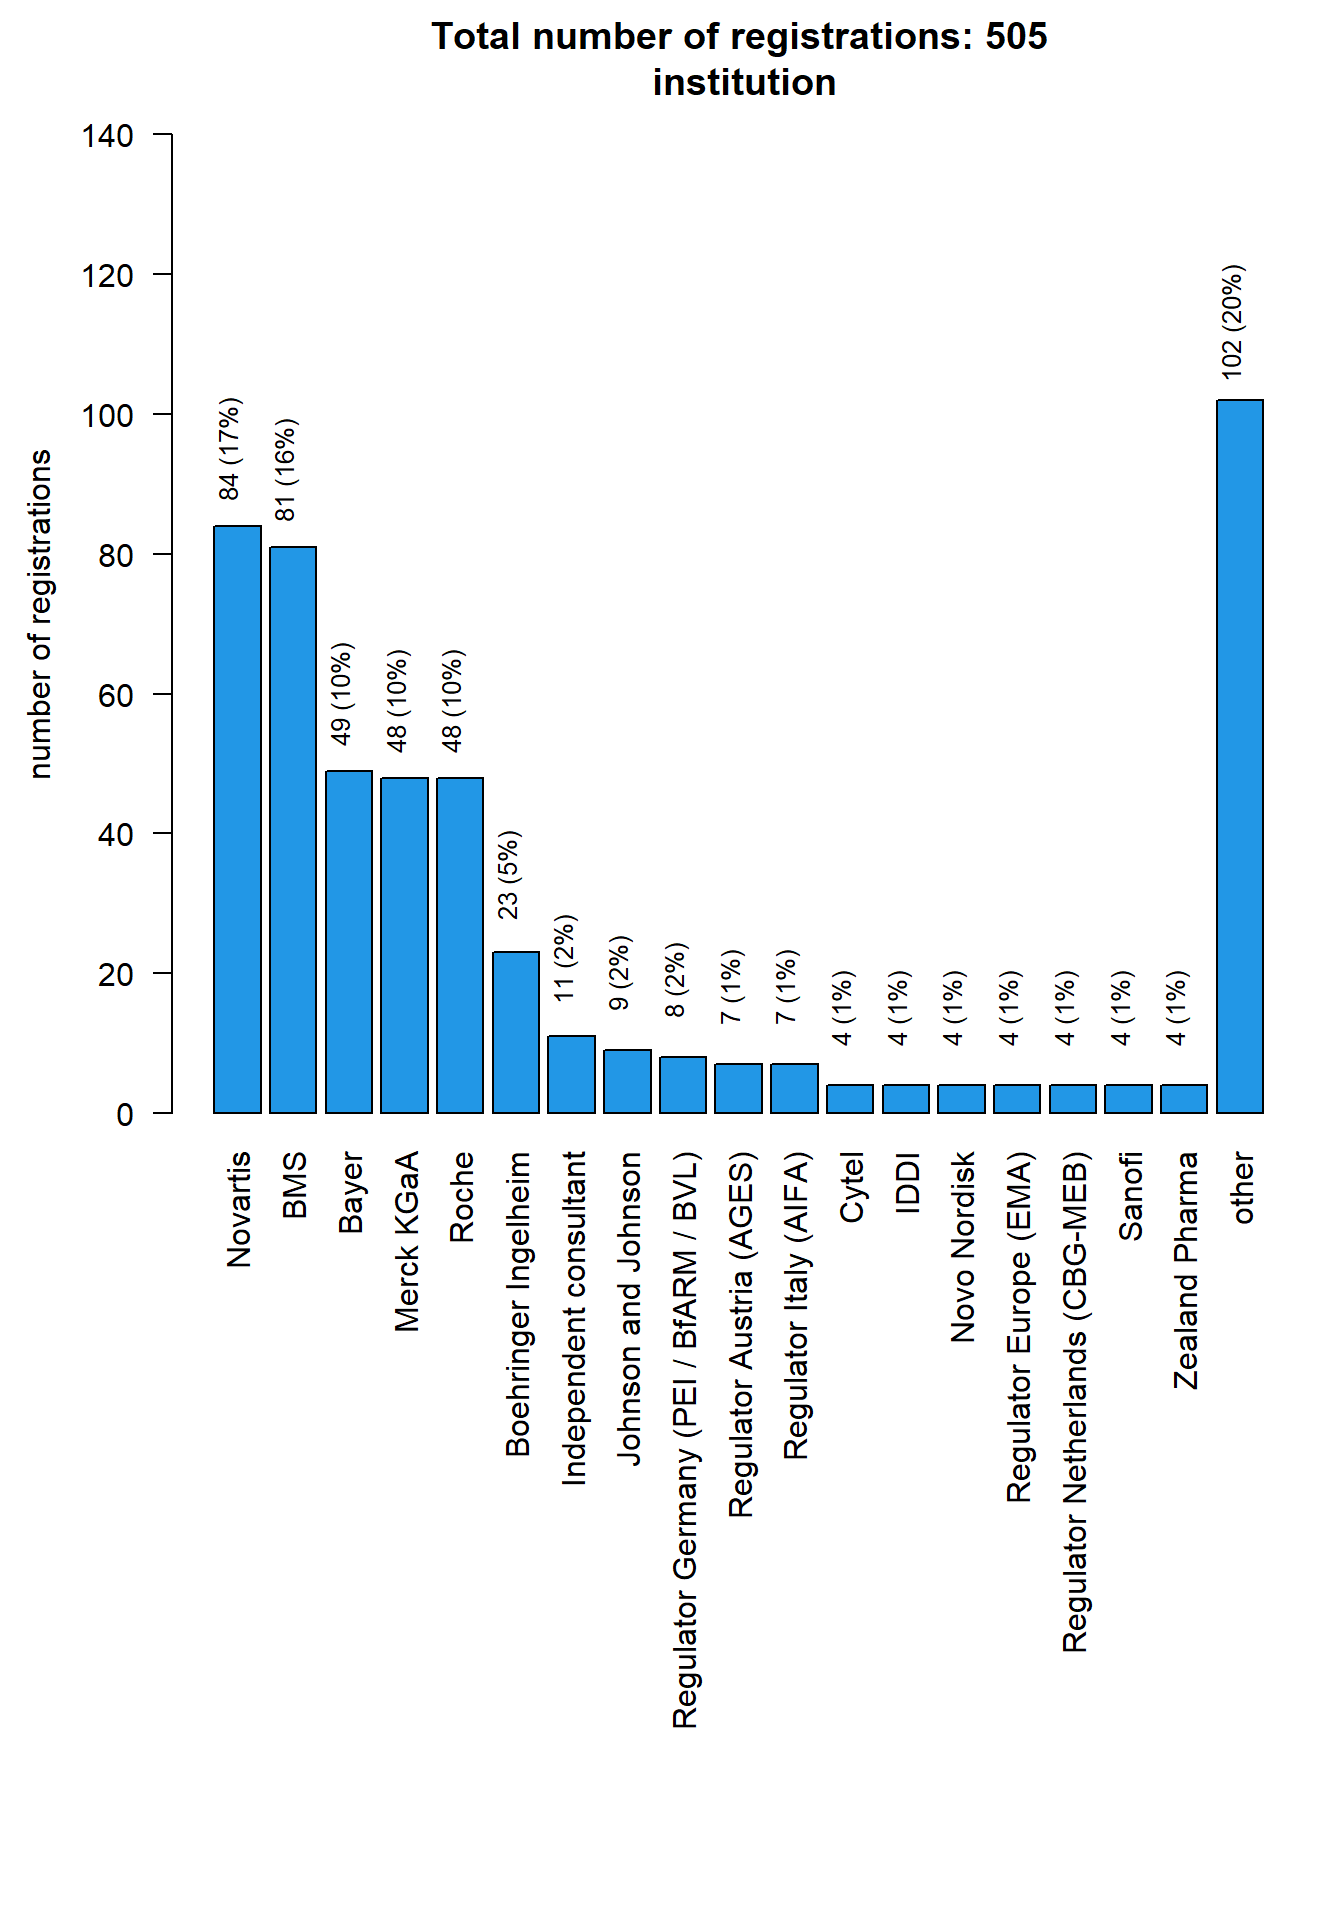 Total number of registrations: 505
institution
number of registrations
140
120
100
80
60
40
20
0
84 (17%)
81 (16%)
49 (10%)
48 (10%)
48 (10%)
23 (5%)
11 (2%)
9 (2%)
8 (2%)
7 (1%)
7 (1%)
4 (1%)
4 (1%)
4 (1%)
4 (1%)
4 (1%)
4 (1%)
4 (1%)
102 (20%)
Novartis
BMS
Bayer
Merck KGaA
Roche
Boehringer Ingelheim
Independent consultant
Johnson and Johnson
Regulator Germany (PEI / BfARM / BVL)
Regulator Austria (AGES)
Regulator Italy (AIFA)
Cytel
IDDI
Novo Nordisk
Regulator Europe (EMA)
Regulator Netherlands (CBG-MEB)
Sanofi
Zealand Pharma
other